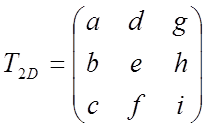 a d g
T2D = b e h
c f i